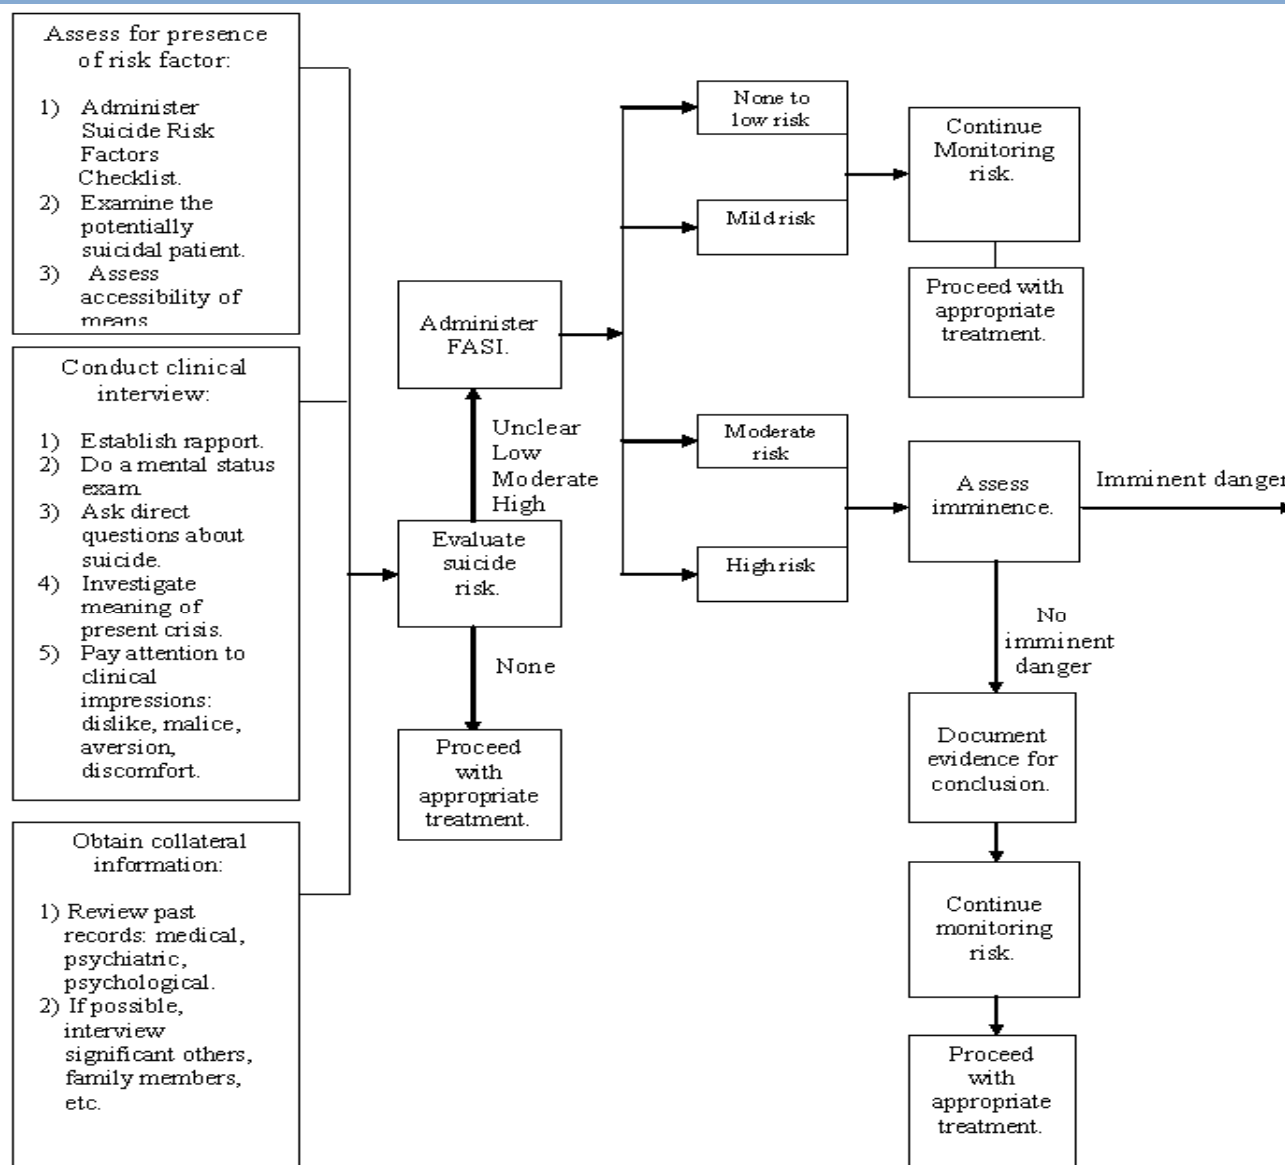 Assess for presence
of risk factor:
1) Administer
Suicide Risk
Factors
Checklist.
2) Examine the
potentially
suicidal patient.
3) Assess
accessibility of
means
Conduct clinical
interview:
1) Establish rapport.
2) Do a mental status
exam
3) Ask direct
questions about
suicide.
4) Investigate
meaning of
present crisis.
5) Pay attention to
clinical
impressions:
dislike, malice,
aversion,
discomfort.
Obtain collateral
information:
1) Review past
records: medical,
psychiatric,
psychological.
2) If possible,
interview
significant others,
family members,
etc.
Administer
FASI.
Unclear
Low
Moderate
High
Evaluate
suicide
risk.
None
Proceed
with
appropriate
treatment.
None to
low risk
Mild risk
Continue
Monitoring
risk.
Proceed with
appropriate
treatment.
Moderate
risk
High risk
Assess
imminence.
Imminent danger
No
imminent
danger
Document
evidence for
conclusion.
Continue
monitoring
risk.
Proceed
with
appropriate
treatment.